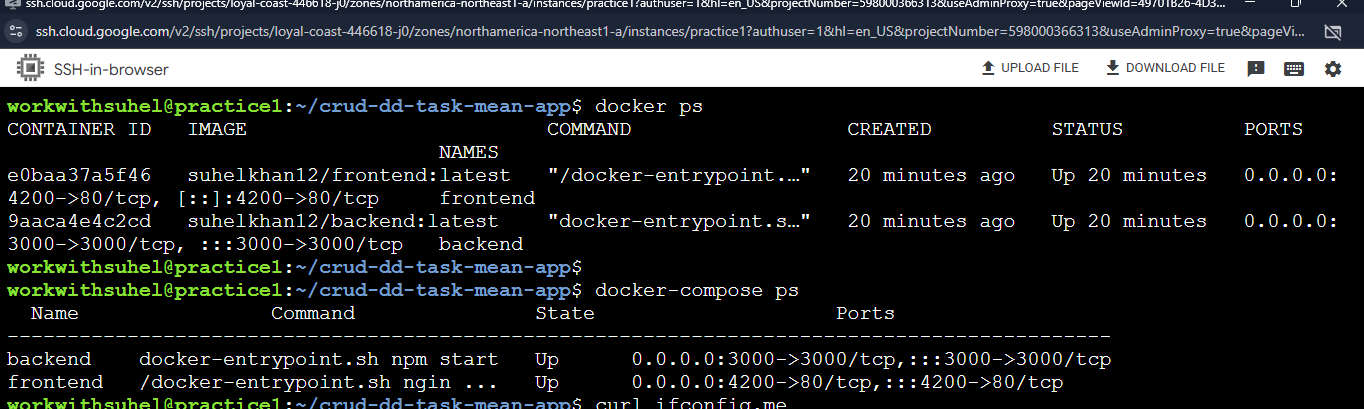 ssh.cloud.google.com/v2/ssh/projects/loyal-coast-446618-j0/zones/northamerica-northeast1-a/instances/practice1?authuser=1&hl=en_US&projectNumber=598000366313&useAdminProxy=true&pageViewId=49701B26-4D3...
ssh.cloud.google.com/v2/ssh/projects/loyal-coast-446618-j0/zones/northamerica-northeast1-a/instances/practice1?authuser=1&hl=en_US&projectNumber=598000366313&useAdminProxy=true&pageVi...
SSH-in-browser UPLOAD FILE DOWNLOAD FILE
workwithsuhel@practice1:~/crud-dd-task-mean-app$ docker ps
CONTAINER ID IMAGE COMMAND CREATED STATUS PORTS
NAMES
e0baa37a5f46 suhelkhan12/frontend:latest "/docker-entrypoint.…" 20 minutes ago Up 20 minutes 0.0.0.0:
4200->80/tcp, [::]:4200->80/tcp frontend
9aaca4e4c2cd suhelkhan12/backend:latest "docker-entrypoint.s…" 20 minutes ago Up 20 minutes 0.0.0.0:
3000->3000/tcp, :::3000->3000/tcp backend
workwithsuhel@practice1:~/crud-dd-task-mean-app$
workwithsuhel@practice1:~/crud-dd-task-mean-app$ docker-compose ps
Name Command State Ports
--------------------------------------------------------------------------------------------
backend docker-entrypoint.sh npm start Up 0.0.0.0:3000->3000/tcp,:::3000->3000/tcp
frontend /docker-entrypoint.sh ngin ... Up 0.0.0.0:4200->80/tcp,:::4200->80/tcp
workwithsuhel@practice1:~/crud-dd-task-mean-app$ curl ifconfig.me